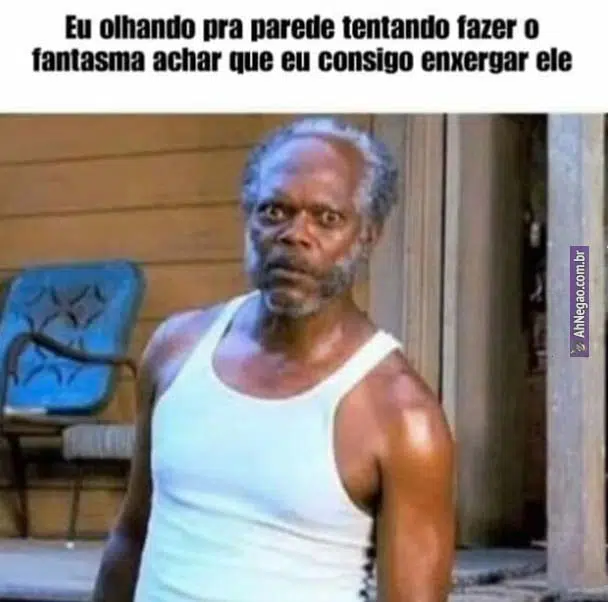 Eu olhando pra parede tentando fazer o
fantasma achar que eu consigo enxergar ele
AhNegao.com.br